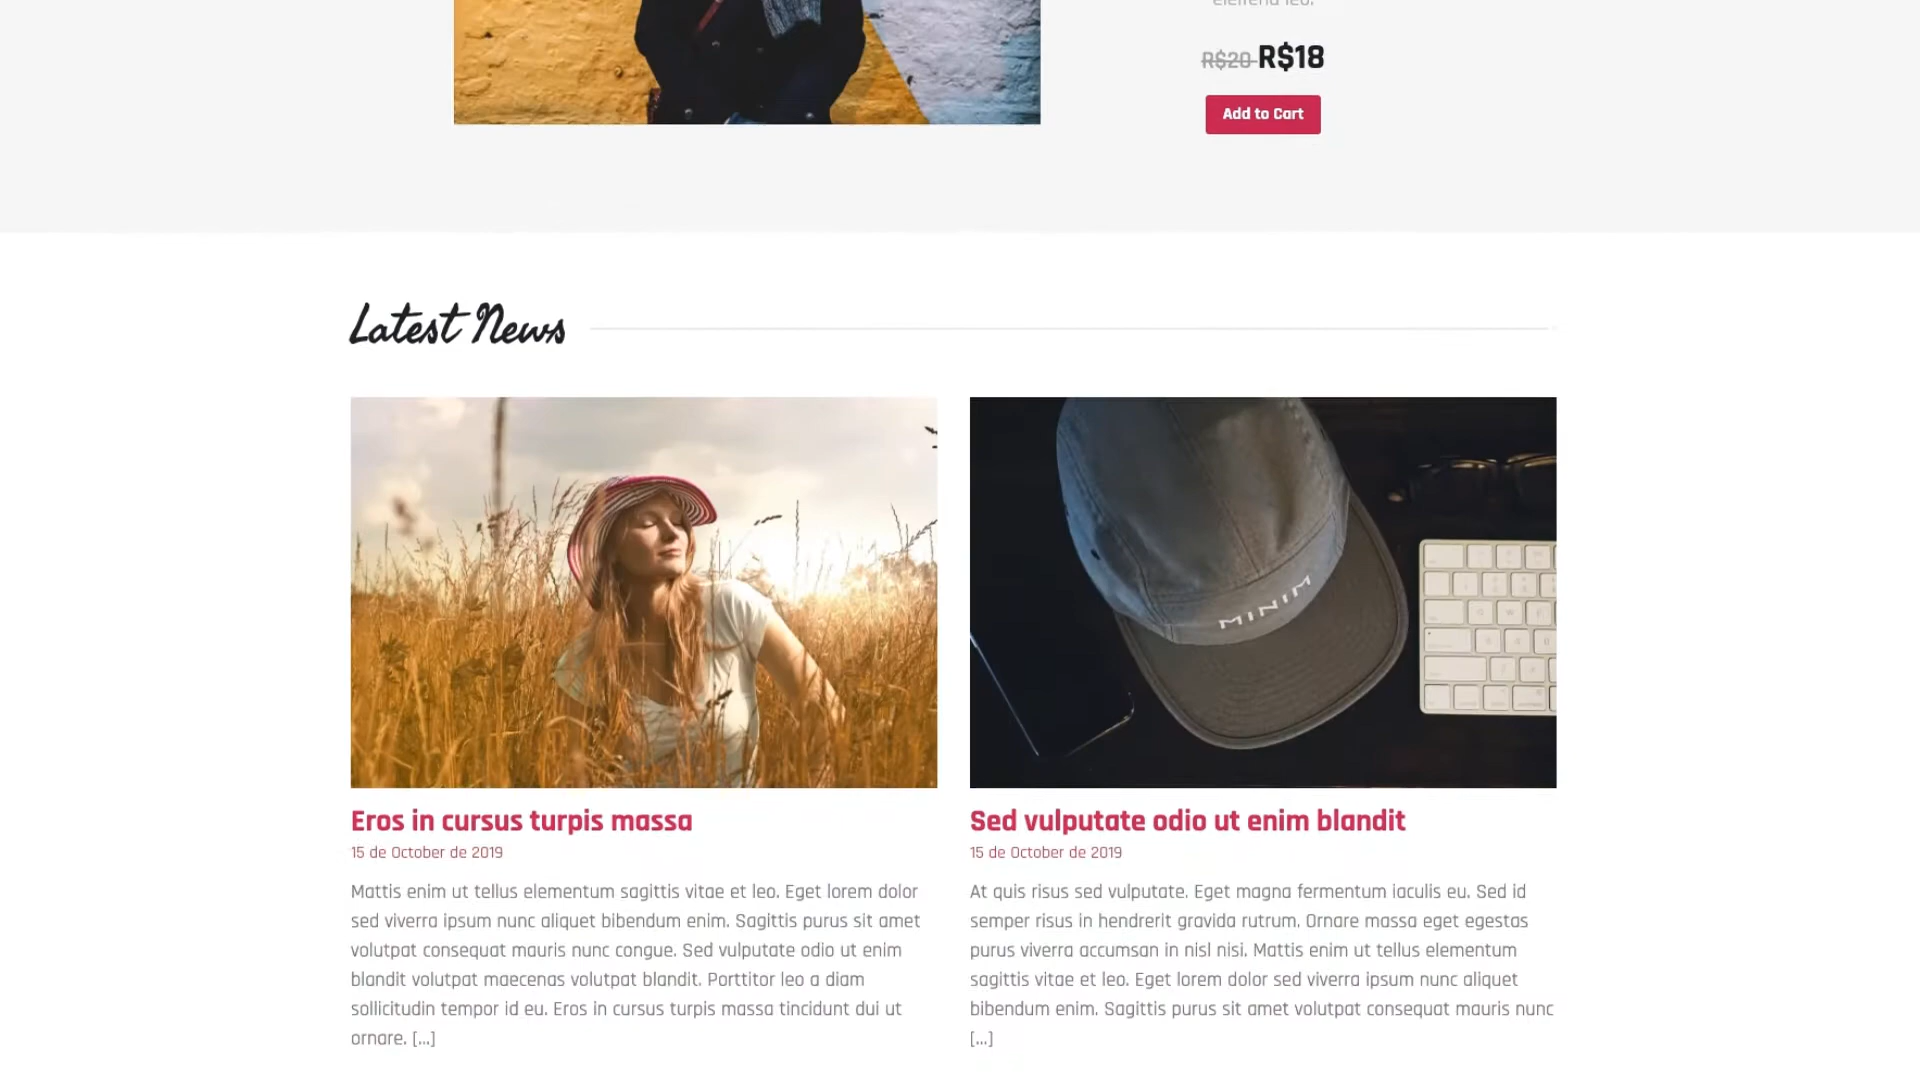 eleifend leo.
R$20 R$18
Add to Cart
Latest News
MINIM
Eros in cursus turpis massa
15 de October de 2019
Mattis enim ut tellus elementum sagittis vitae et leo. Eget lorem dolor
sed viverra ipsum nunc aliquet bibendum enim. Sagittis purus sit amet
volutpat consequat mauris nunc congue. Sed vulputate odio ut enim
blandit volutpat maecenas volutpat blandit. Porttitor leo a diam
sollicitudin tempor id eu. Eros in cursus turpis massa tincidunt dui ut
ornare. [...]
Sed vulputate odio ut enim blandit
15 de October de 2019
At quis risus sed vulputate. Eget magna fermentum iaculis eu. Sed id
semper risus in hendrerit gravida rutrum. Ornare massa eget egestas
purus viverra accumsan in nisl nisi. Mattis enim ut tellus elementum
sagittis vitae et leo. Eget lorem dolor sed viverra ipsum nunc aliquet
bibendum enim. Sagittis purus sit amet volutpat consequat mauris nunc
[...]